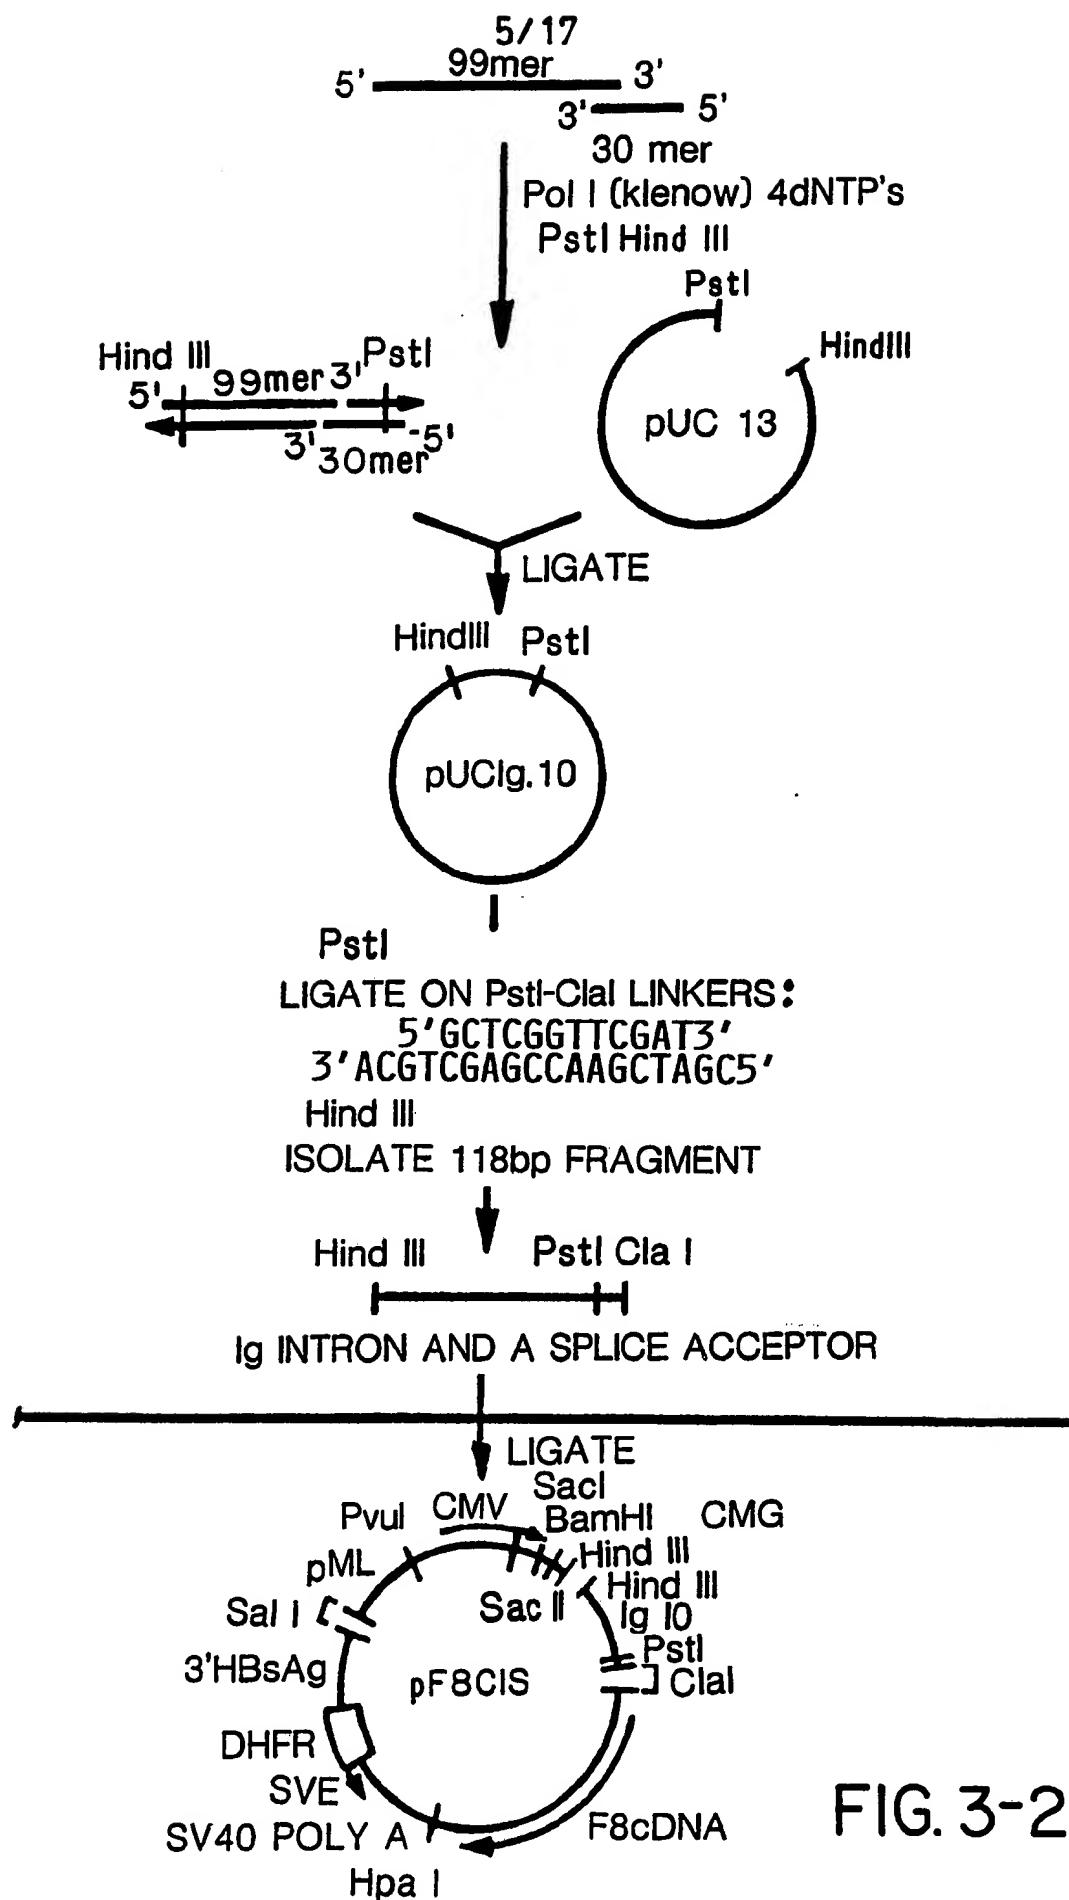 5/17
99mer
5' 3'
3' 5'
30 mer
Pol I (klenow) 4dNTP's
PstI Hind III
PstI
HindIII
pUC 13
Hind III PstI
5' 99mer 3'
3' 30mer -5'
LIGATE
HindIII PstI
pUCIg.10
PstI
LIGATE ON PstI-ClaI LINKERS:
5'GCTCGGTTCGAT3'
3'ACGTCGAGCCAAGCTAGC5'
Hind III
ISOLATE 118bp FRAGMENT
Hind III PstI Cla I
Ig INTRON AND A SPLICE ACCEPTOR
LIGATE
SacI
PvuI CMV BamHI CMG
pML Hind III
Hind III
Sal I Sac II Ig 10
PstI
3'HBsAg pF8CIS ClaI
DHFR
SVE
SV40 POLY A F8cDNA
Hpa I
FIG. 3-2